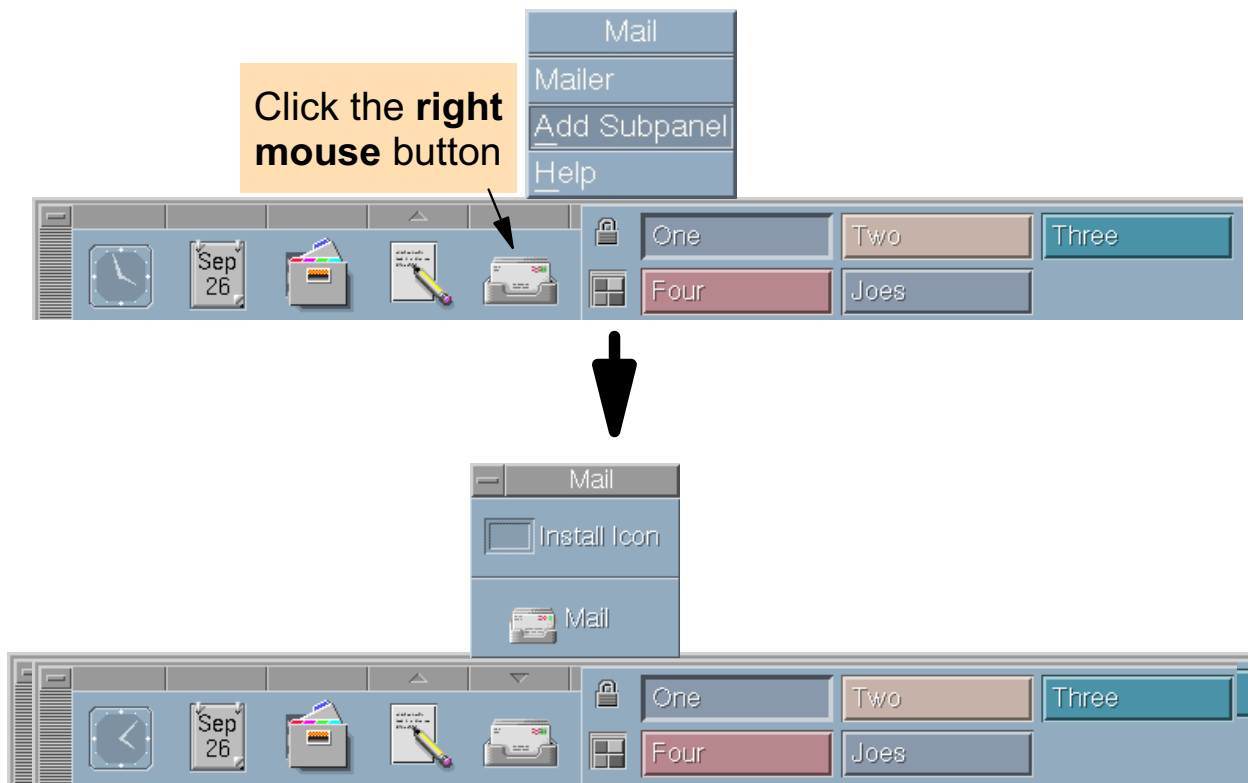 Mail
Mailer
Add Subpanel
Help
Click the right
mouse button
Sep
26
One
Two
Three
Four
Joes
Mail
Install Icon
Mail
Sep
26
One
Two
Three
Four
Joes